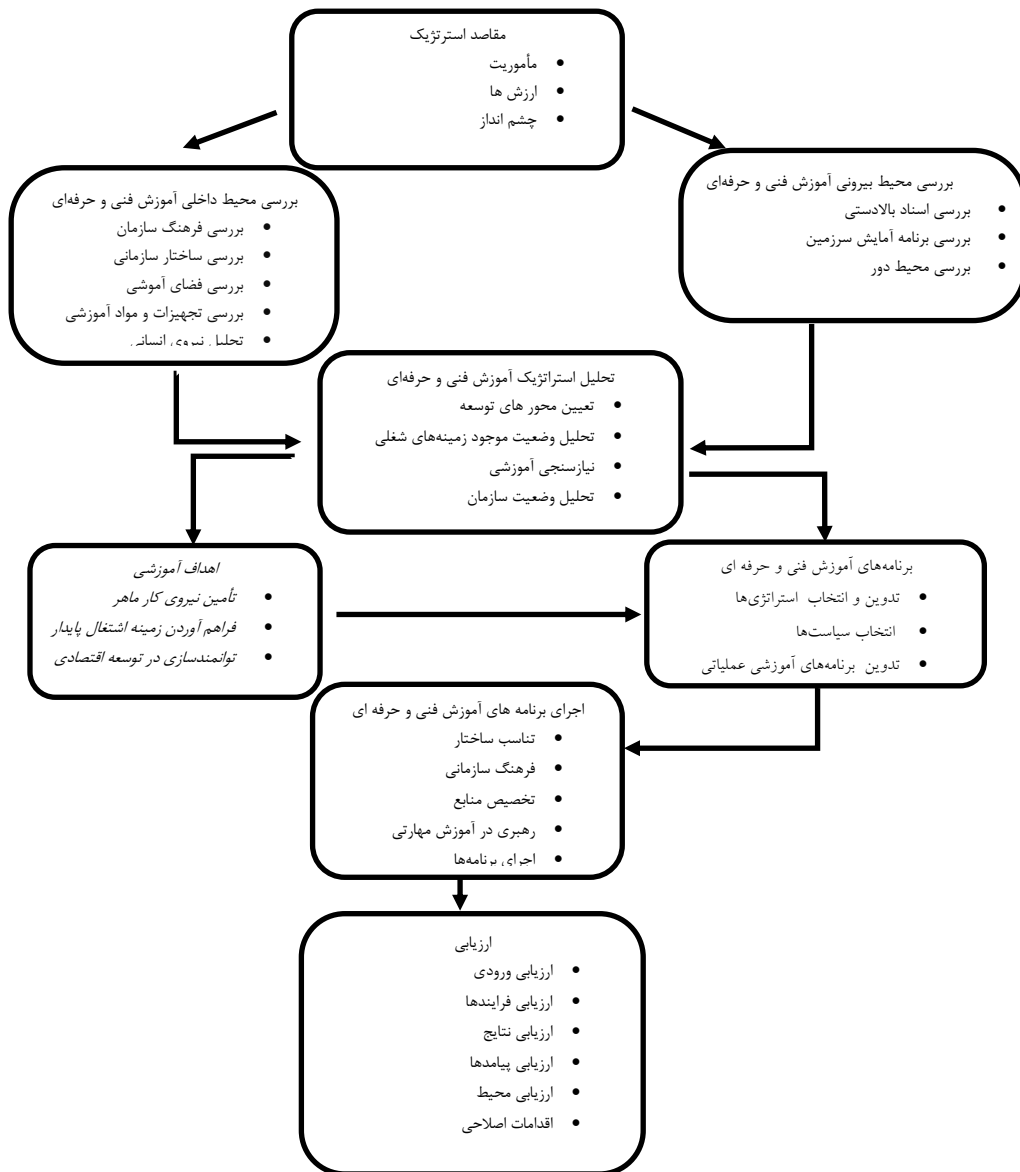 مقاصد استرتژیک
• مأموریت
• ارزش ها
• چشم انداز
بررسی محیط بیرونی آموزش فنی و حرفه‌ای
• بررسی اسناد بالادستی
• بررسی برنامه آمایش سرزمین
• بررسی محیط دور
بررسی محیط داخلی آموزش فنی و حرفه‌ای
• بررسی فرهنگ سازمان
• بررسی ساختار سازمانی
• بررسی فضای آموشی
• بررسی تجهیزات و مواد آموزشی
• تحلیل نیروی انسانی
تحلیل استراتژیک آموزش فنی و حرفه‌ای
• تعیین محور های توسعه
• تحلیل وضعیت موجود زمینه‌های شغلی
• نیازسنجی آموزشی
• تحلیل وضعیت سازمان
برنامه‌های آموزش فنی و حرفه ای
• تدوین و انتخاب استراتژی‌ها
• انتخاب سیاست‌ها
• تدوین برنامه‌های آموزشی عملیاتی
اهداف آموزشی
• تأمین نیروی کار ماهر
• فراهم آوردن زمینه اشتغال پایدار
• توانمندسازی در توسعه اقتصادی
اجرای برنامه های آموزش فنی و حرفه ای
• تناسب ساختار
• فرهنگ سازمانی
• تخصیص منابع
• رهبری در آموزش مهارتی
• اجرای برنامه‌ها
ارزیابی
• ارزیابی ورودی
• ارزیابی فرایندها
• ارزیابی نتایج
• ارزیابی پیامدها
• ارزیابی محیط
• اقدامات اصلاحی